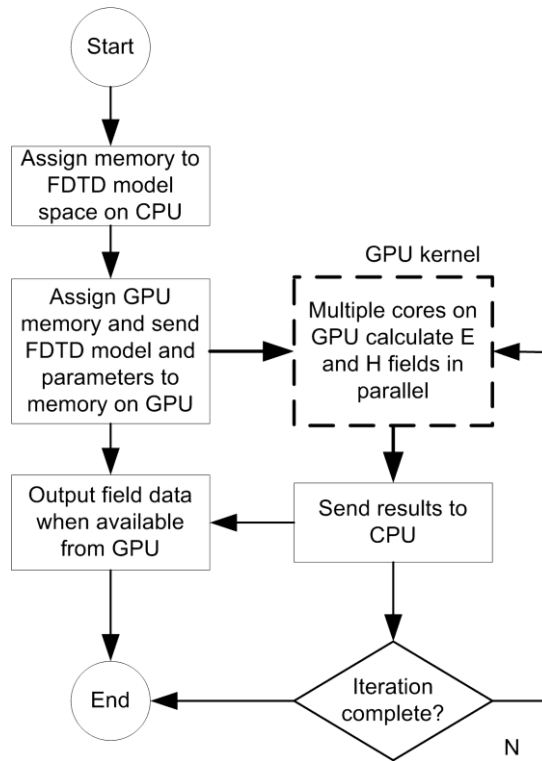 Start
Assign memory to
FDTD model
space on CPU
GPU kernel
Assign GPU
memory and send
FDTD model and
parameters to
memory on GPU
Multiple cores on
GPU calculate E
and H fields in
parallel
Output field data
when available
from GPU
Send results to
CPU
End
Iteration
complete?
N